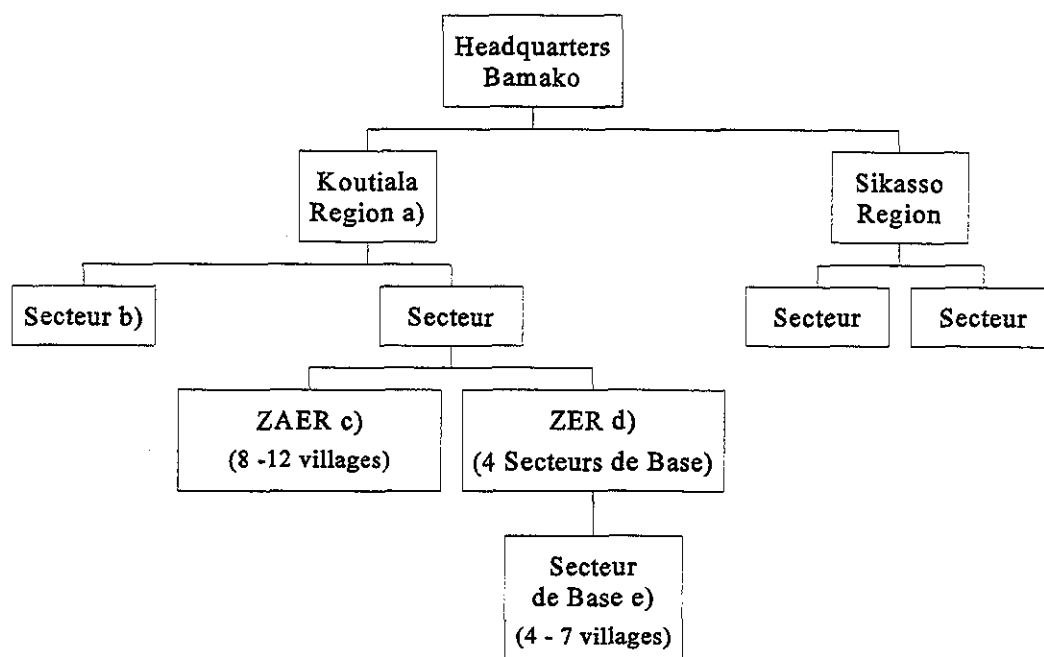 Headquarters
Bamako
Koutiala
Region a)
Sikasso
Region
Secteur b)
Secteur
Secteur
Secteur
ZAER c)
(8 -12 villages)
ZER d)
(4 Secteurs de Base)
Secteur
de Base e)
(4 - 7 villages)